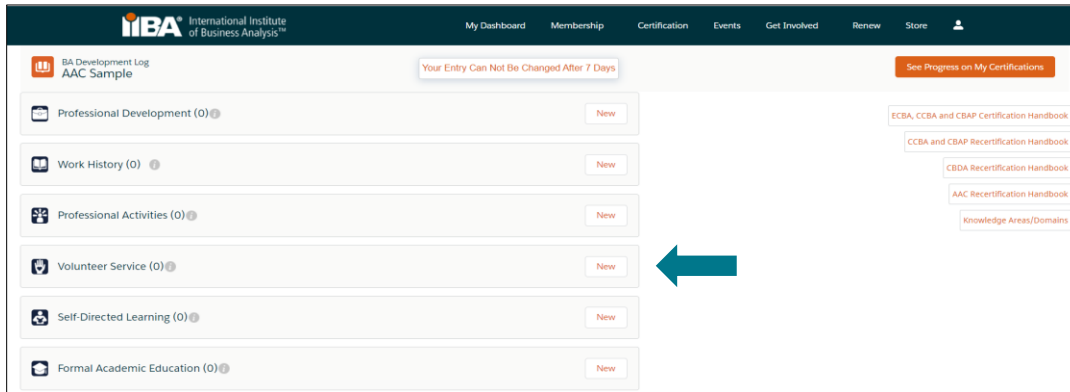 iiBA® International Institute of Business Analysis™
My Dashboard Membership Certification Events Get Involved Renew Store
BA Development Log
AAC Sample
Your Entry Can Not Be Changed After 7 Days
See Progress on My Certifications
Professional Development (0) i New
Work History (0) i New
Professional Activities (0) i New
Volunteer Service (0) i New
Self-Directed Learning (0) i New
Formal Academic Education (0) i New
ECBA, CCBA and CBAP Certification Handbook
CCBA and CBAP Recertification Handbook
CBDA Recertification Handbook
AAC Recertification Handbook
Knowledge Areas/Domains